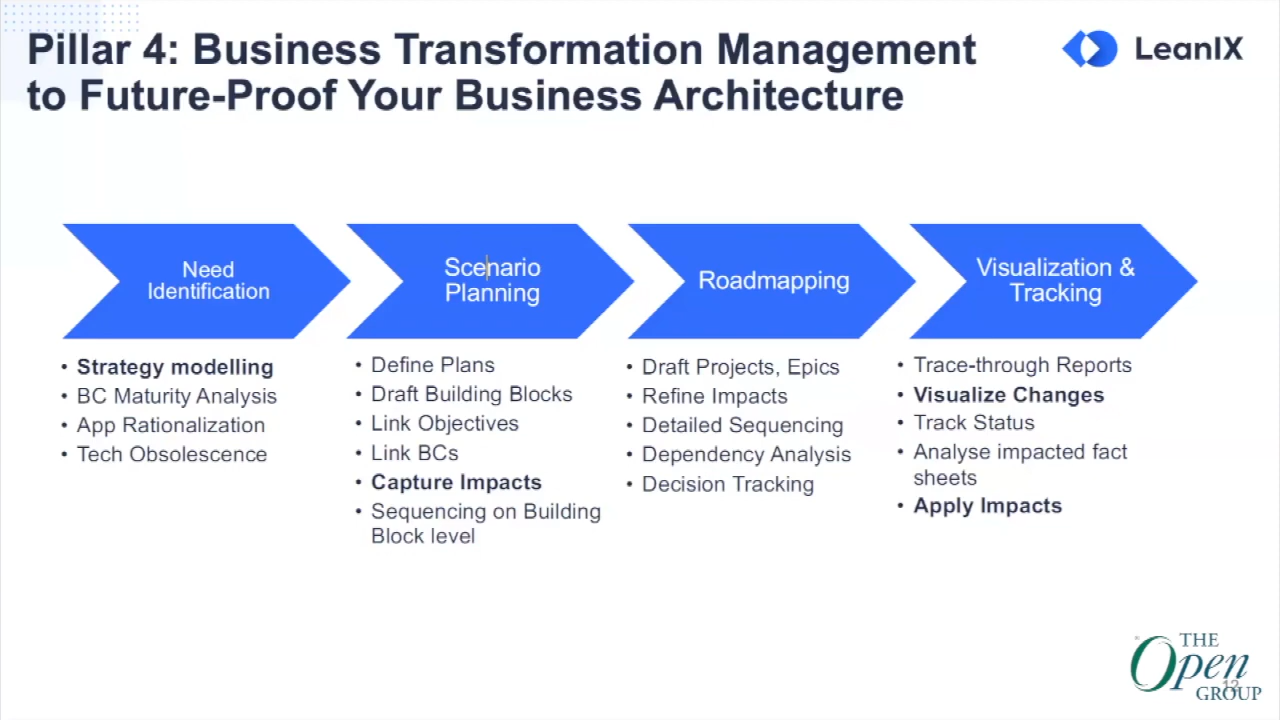 Pillar 4: Business Transformation Management
to Future-Proof Your Business Architecture
LeanIX
Need
Identification
Scenario
Planning
Roadmapping
Visualization &
Tracking
• Strategy modelling
• BC Maturity Analysis
• App Rationalization
• Tech Obsolescence
• Define Plans
• Draft Building Blocks
• Link Objectives
• Link BCs
• Capture Impacts
• Sequencing on Building
Block level
• Draft Projects, Epics
• Refine Impacts
• Detailed Sequencing
• Dependency Analysis
• Decision Tracking
• Trace-through Reports
• Visualize Changes
• Track Status
• Analyse impacted fact
sheets
• Apply Impacts
THE
Open
GROUP
12